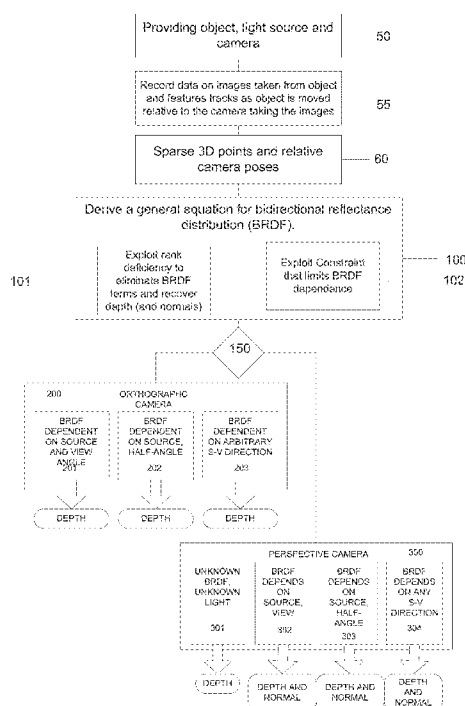 Providing object, light source and
camera
50
Record data on images taken from object
and features tracks as object is moved
relative to the camera taking the images
55
Sparse 3D points and relative
camera poses
60
Derive a general equation for bidirectional reflectance
distribution (BRDF).
100
101
Exploit rank
deficiency to
eliminate BRDF
terms and recover
depth (and normals)
Exploit Constraint
that limits BRDF
dependance
102
150
200
ORTHOGRAPHIC
CAMERA
BRDF
DEPENDENT
ON SOURCE
AND VIEW
ANGLE
201
BRDF
DEPENDENT
ON SOURCE,
HALF-ANGLE
202
BRDF
DEPENDENT
ON ARBITRARY
S-V DIRECTION
203
DEPTH
DEPTH
DEPTH
PERSPECTIVE CAMERA
350
UNKNOWN
BRDF,
UNKNOWN
LIGHT
301
BRDF
DEPENDS
ON
SOURCE,
VIEW
302
BRDF
DEPENDS
ON
SOURCE,
HALF-
ANGLE
303
BRDF
DEPENDS
ON ANY
S-V
DIRECTION
304
DEPTH
DEPTH AND
NORMAL
DEPTH AND
NORMAL
DEPTH
AND
NORMAL